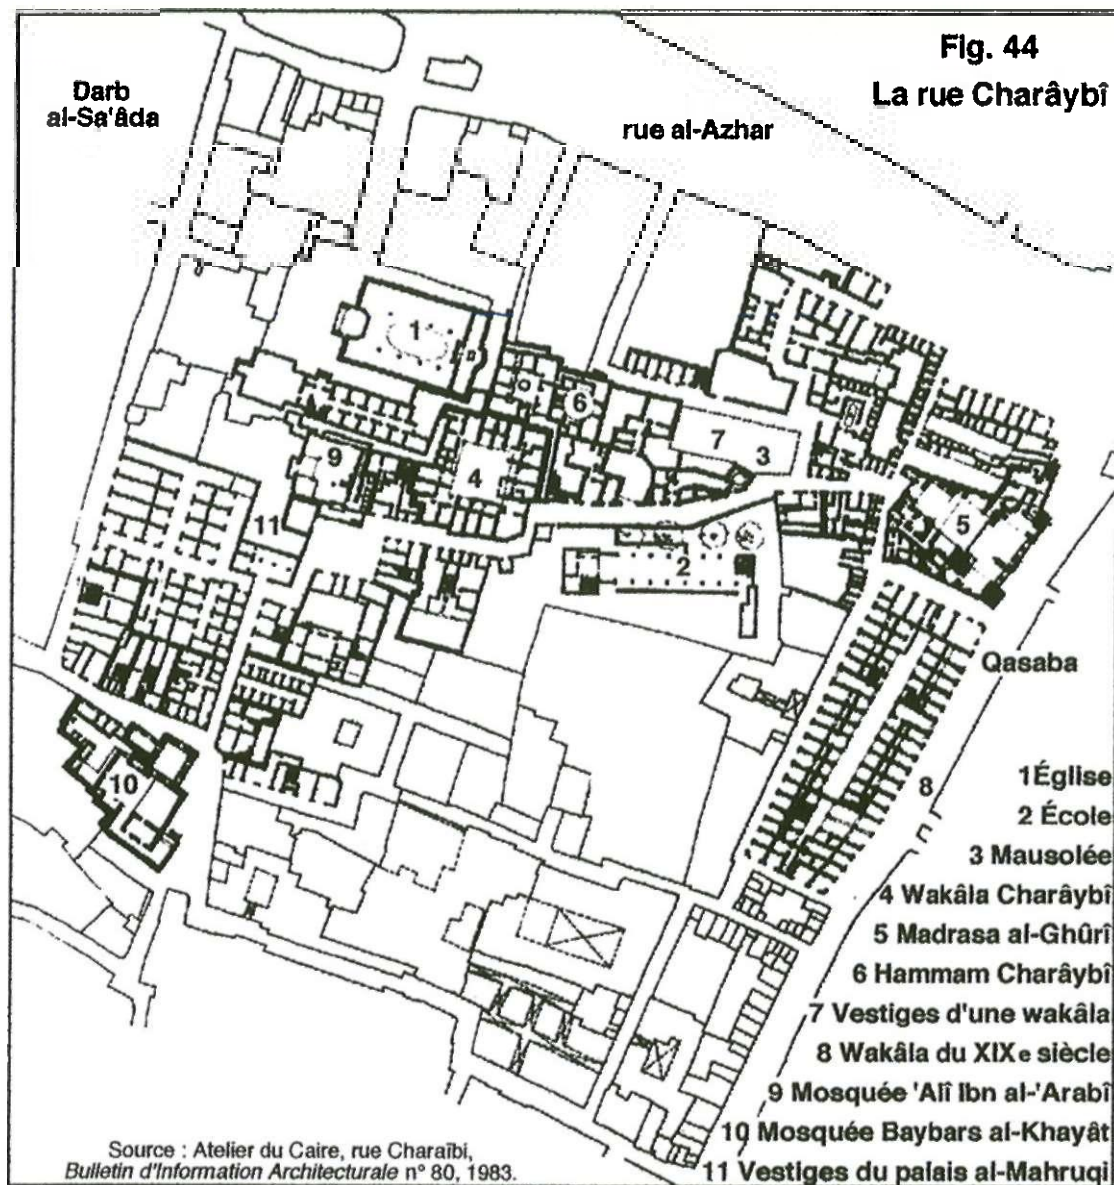 Fig. 44
La rue Charâybî
Darb
al-Sa'âda
rue al-Azhar
1
6
7
3
9
4
5
11
2
Qasaba
8
10
1Église
2 École
3 Mausolée
4 Wakâla Charâybî
5 Madrasa al-Ghûrî
6 Hammam Charâybî
7 Vestiges d'une wakâla
8 Wakâla du XIXe siècle
9 Mosquée 'Alî Ibn al-'Arabî
10 Mosquée Baybars al-Khayât
11 Vestiges du palais al-Mahruqi
Source : Atelier du Caire, rue Charaïbi,
Bulletin d'Information Architecturale n° 80, 1983.